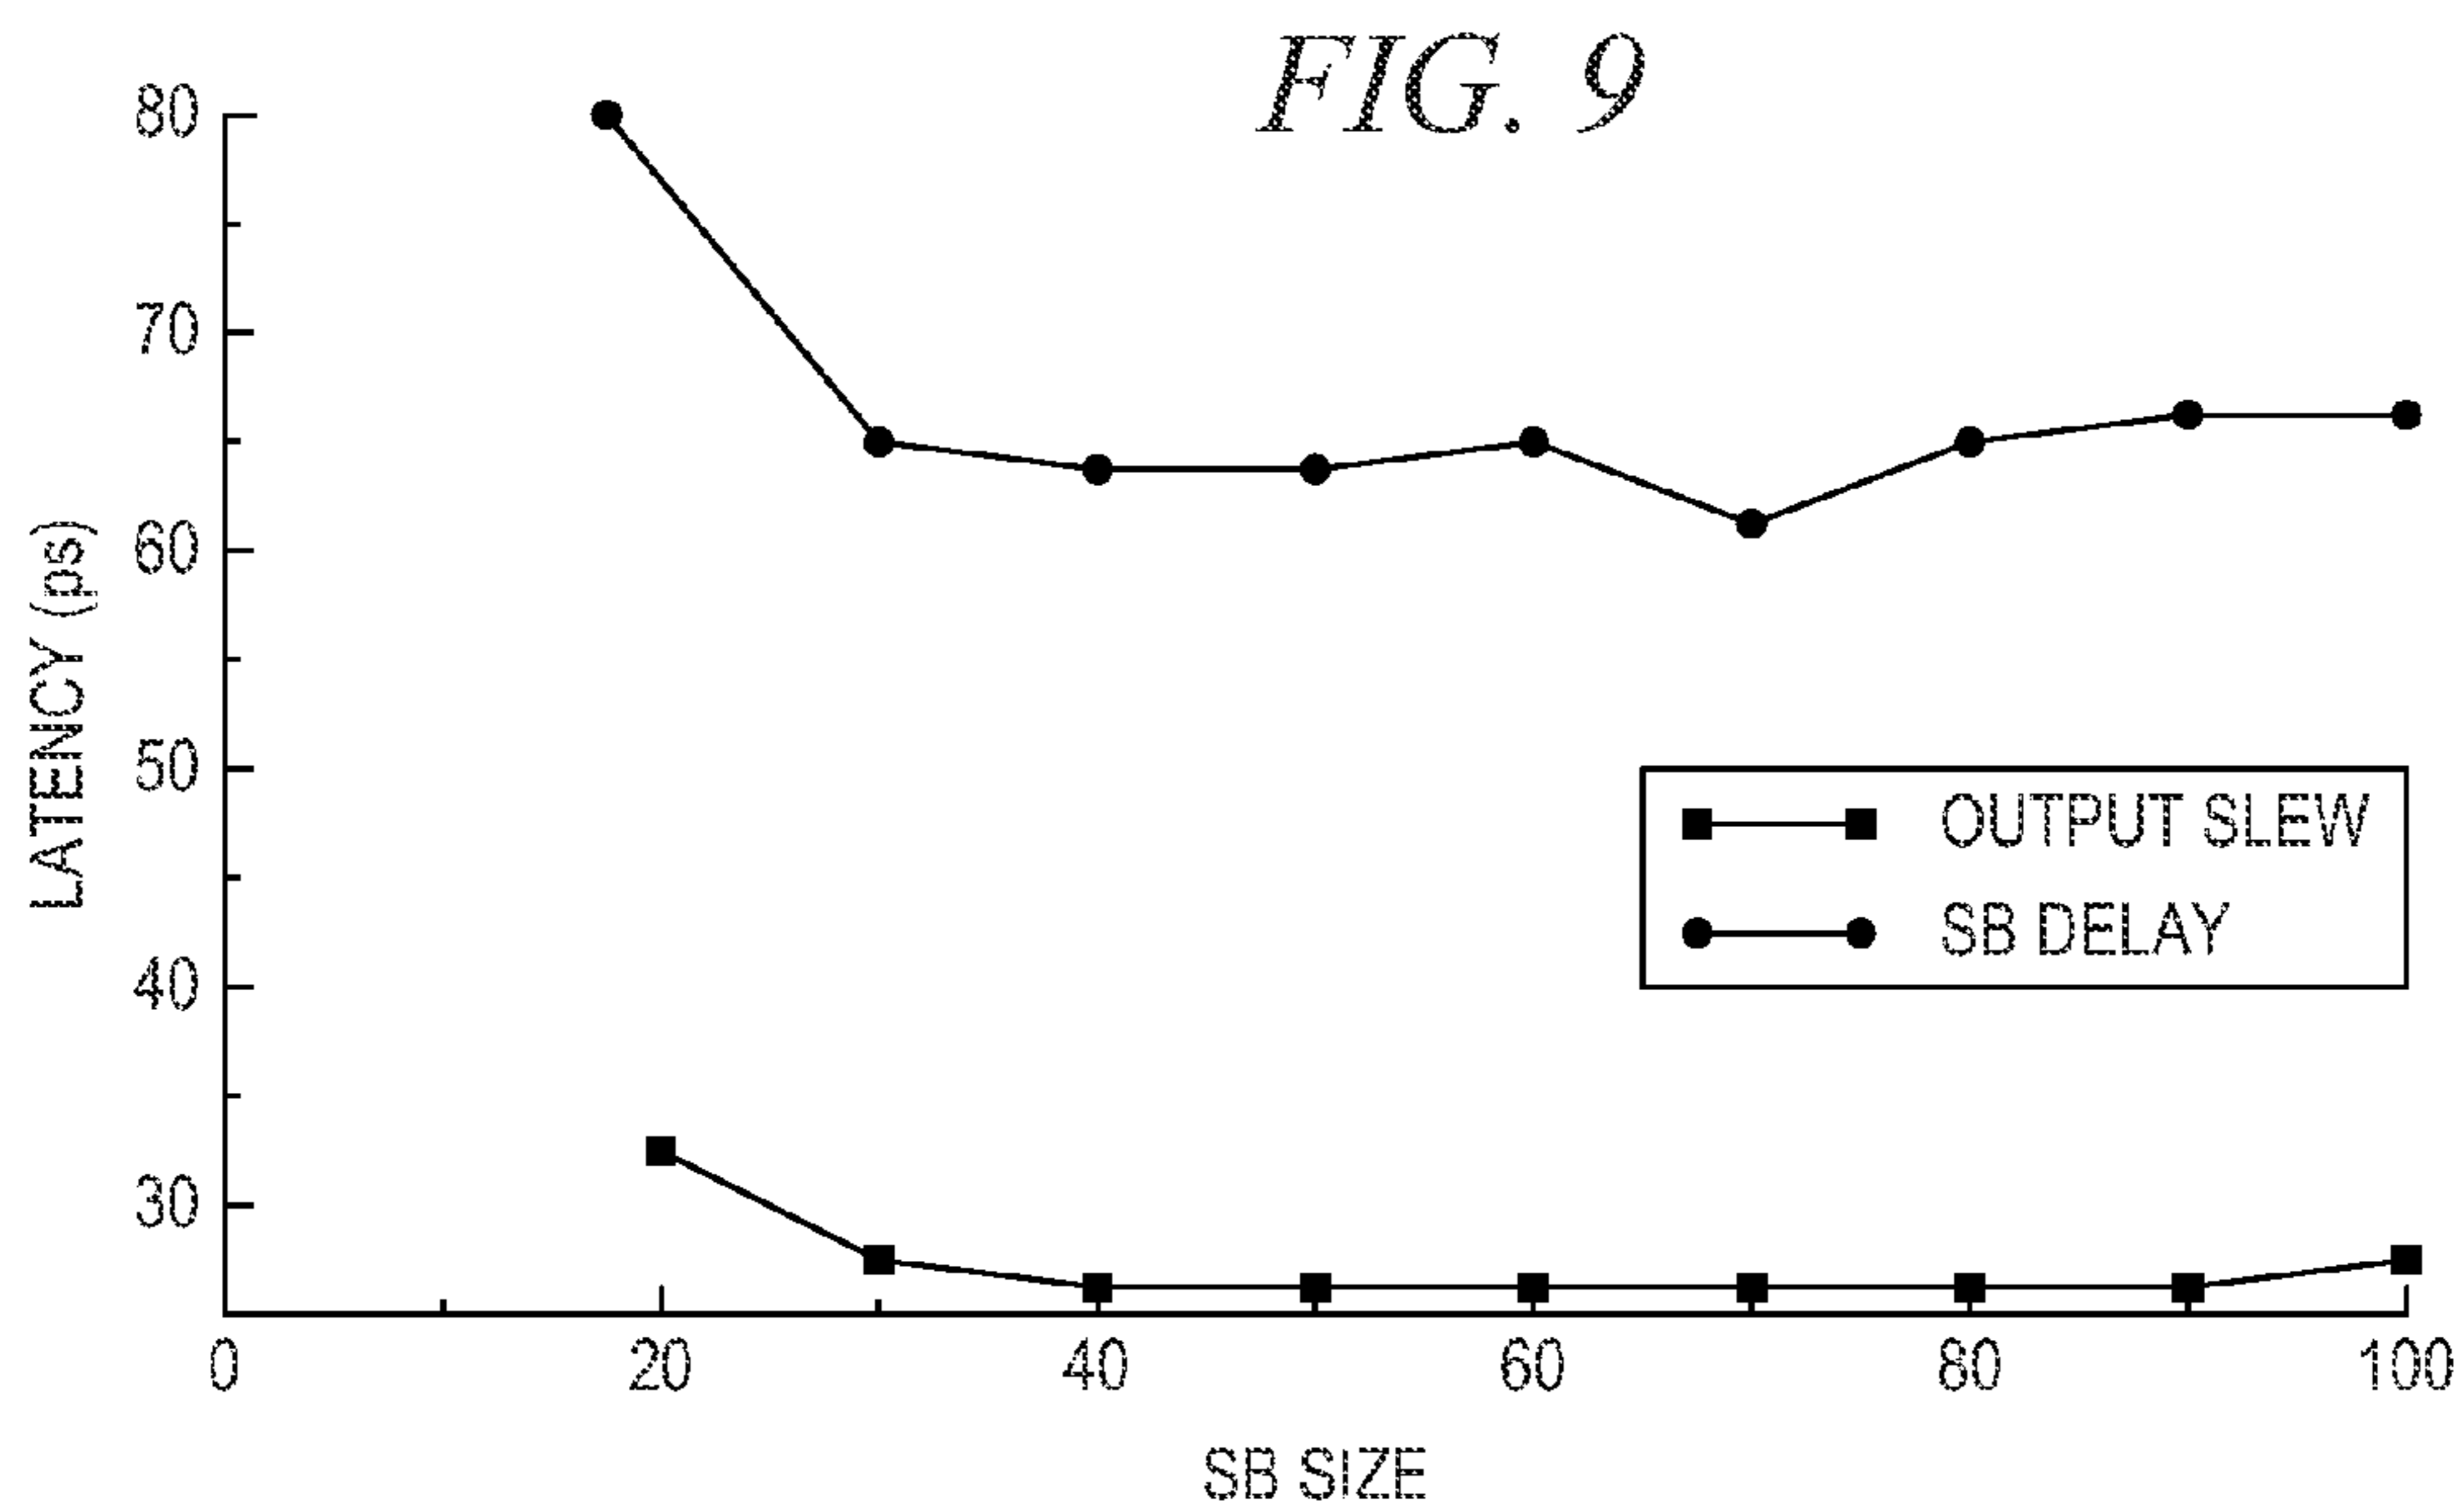 FIG. 9
80
70
60
50
40
30
LATENCY (ps)
OUTPUT SLEW
SB DELAY
0 20 40 60 80 100
SB SIZE